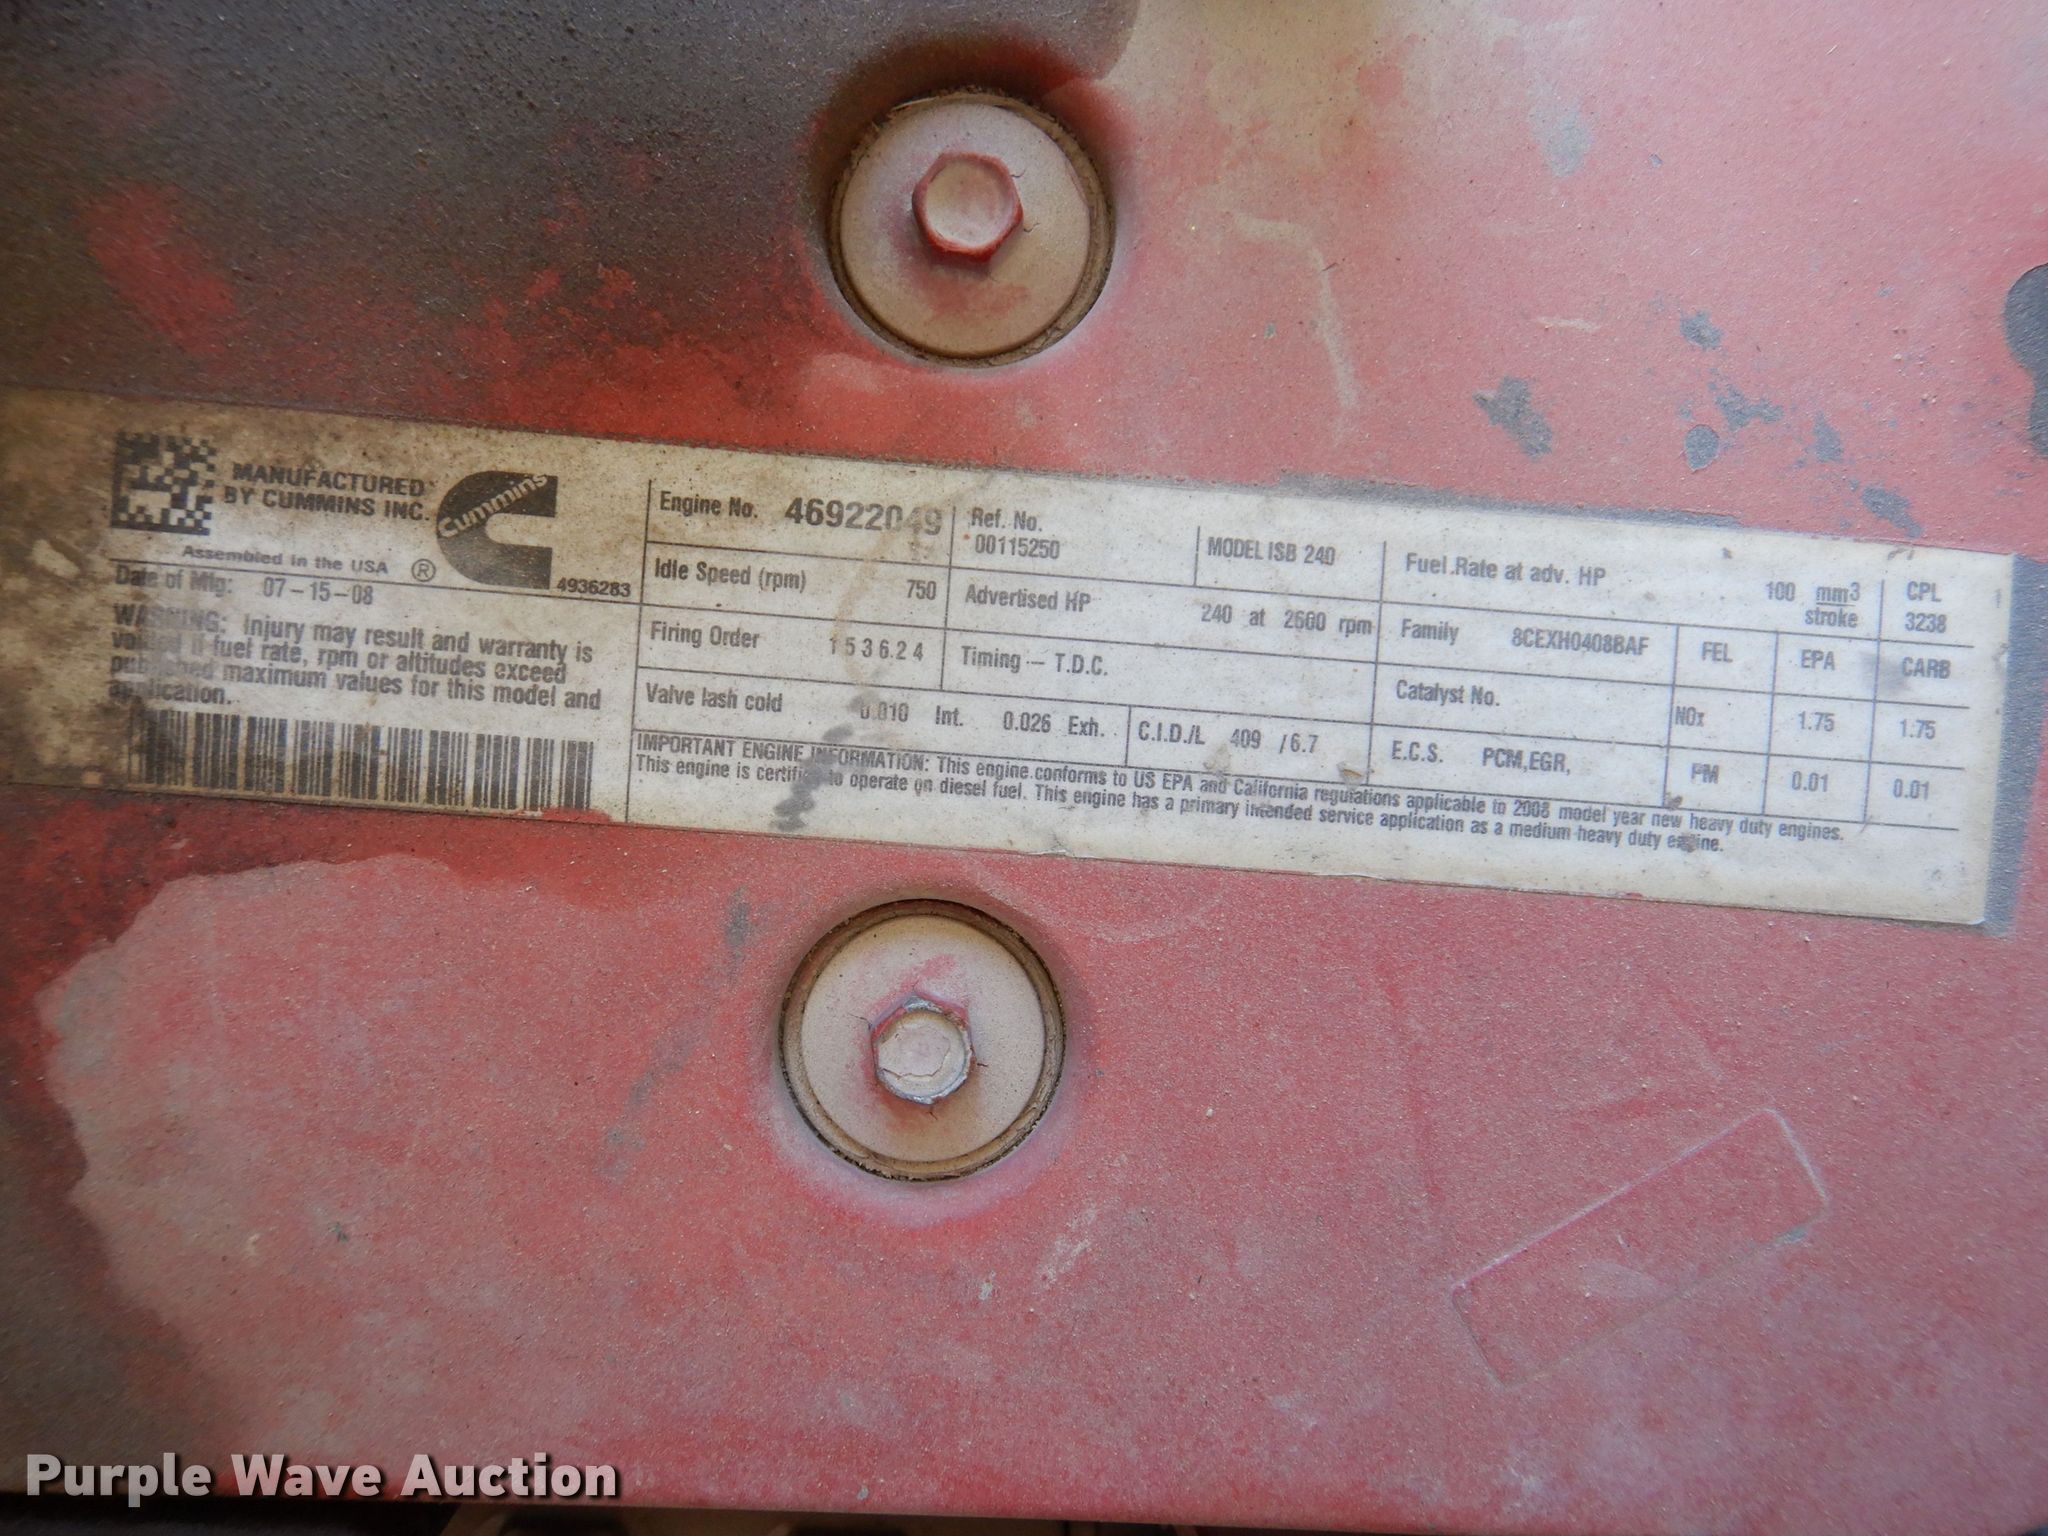 MANUFACTURED
BY CUMMINS INC.
Cummins
Assembled in the USA ®
4936283
Date of Mfg: 07-15-08
WARNING: Injury may result and warranty is
voided if fuel rate, rpm or altitudes exceed
published maximum values for this model and
application.
Engine No. 46922049
Ref. No.
00115250
MODEL ISB 240
Fuel Rate at adv. HP 100 mm3
stroke
CPL
3238
Idle Speed (rpm) 750
Advertised HP 240 at 2600 rpm
Family 8CEXH0408BAF
FEL EPA CARB
Firing Order 1 5 3 6 2 4
Timing – T.D.C.
Catalyst No.
NOx 1.75 1.75
Valve lash cold 0.010 Int. 0.026 Exh.
C.I.D./L 409 /6.7
E.C.S. PCM,EGR,
PM 0.01 0.01
IMPORTANT ENGINE INFORMATION: This engine conforms to US EPA and California regulations applicable to 2008 model year new heavy duty engines.
This engine is certified to operate on diesel fuel. This engine has a primary intended service application as a medium heavy duty engine.
Purple Wave Auction